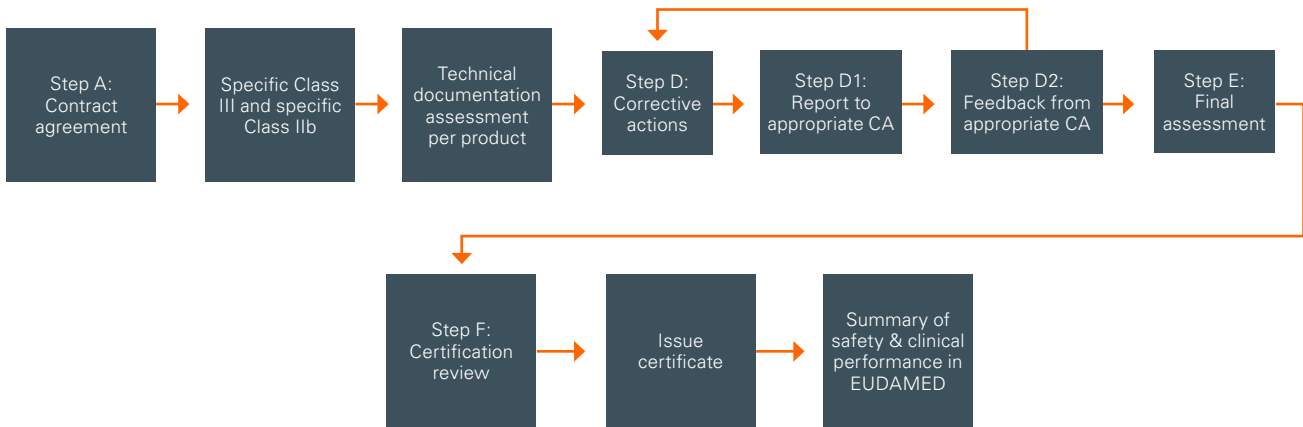 Step A:
Contract
agreement
Specific Class
III and specific
Class IIb
Technical
documentation
assessment
per product
Step D:
Corrective
actions
Step D1:
Report to
appropriate CA
Step D2:
Feedback from
appropriate CA
Step E:
Final
assessment
Step F:
Certification
review
Issue
certificate
Summary of
safety & clinical
performance in
EUDAMED